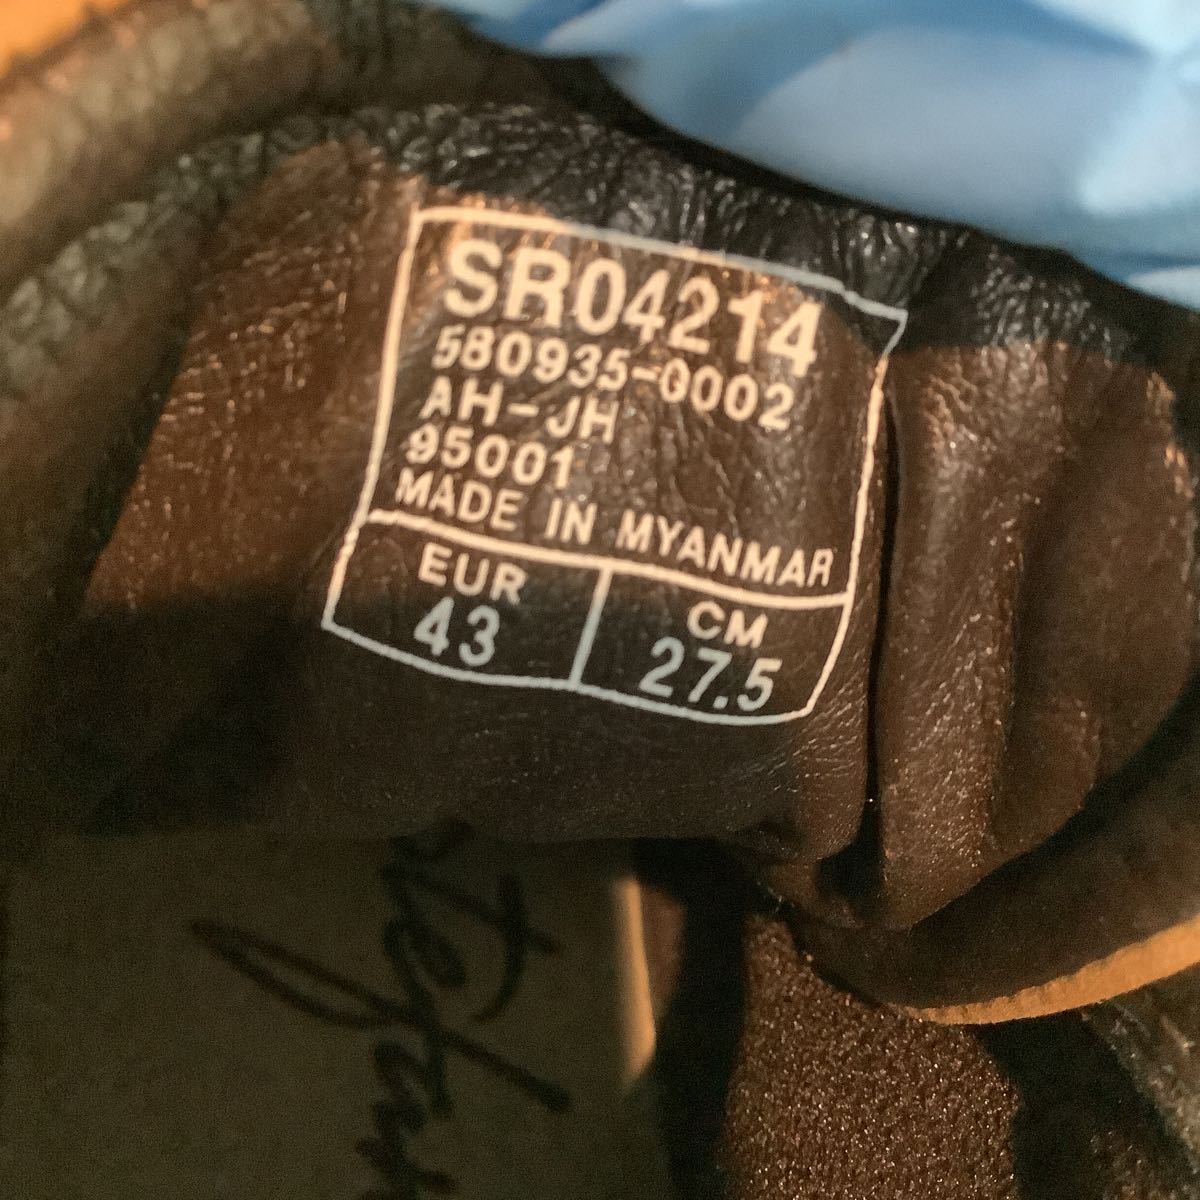 SR04214
580935-0002
AH-JH
95001
MADE IN MYANMAR
EUR
43
CM
27.5